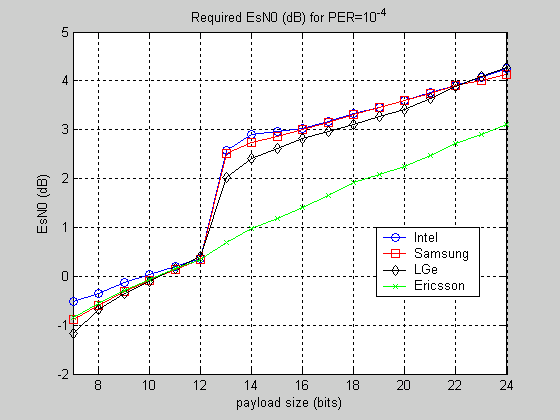 Required EsN0 (dB) for PER=10^-4
5
4
3
2
1
0
-1
-2
EsN0 (dB)
Intel
Samsung
LGe
Ericsson
8 10 12 14 16 18 20 22 24
payload size (bits)